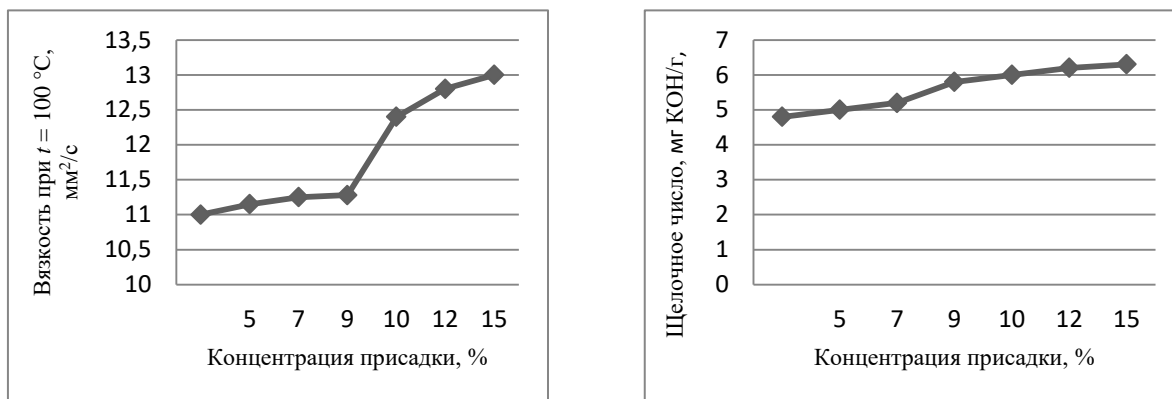 Вязкость при t = 100 °С,
мм²/с
13,5
13
12,5
12
11,5
11
10,5
10
5 7 9 10 12 15
Концентрация присадки, %
Щелочное число, мг КОН/г,
7
6
5
4
3
2
1
0
5 7 9 10 12 15
Концентрация присадки, %